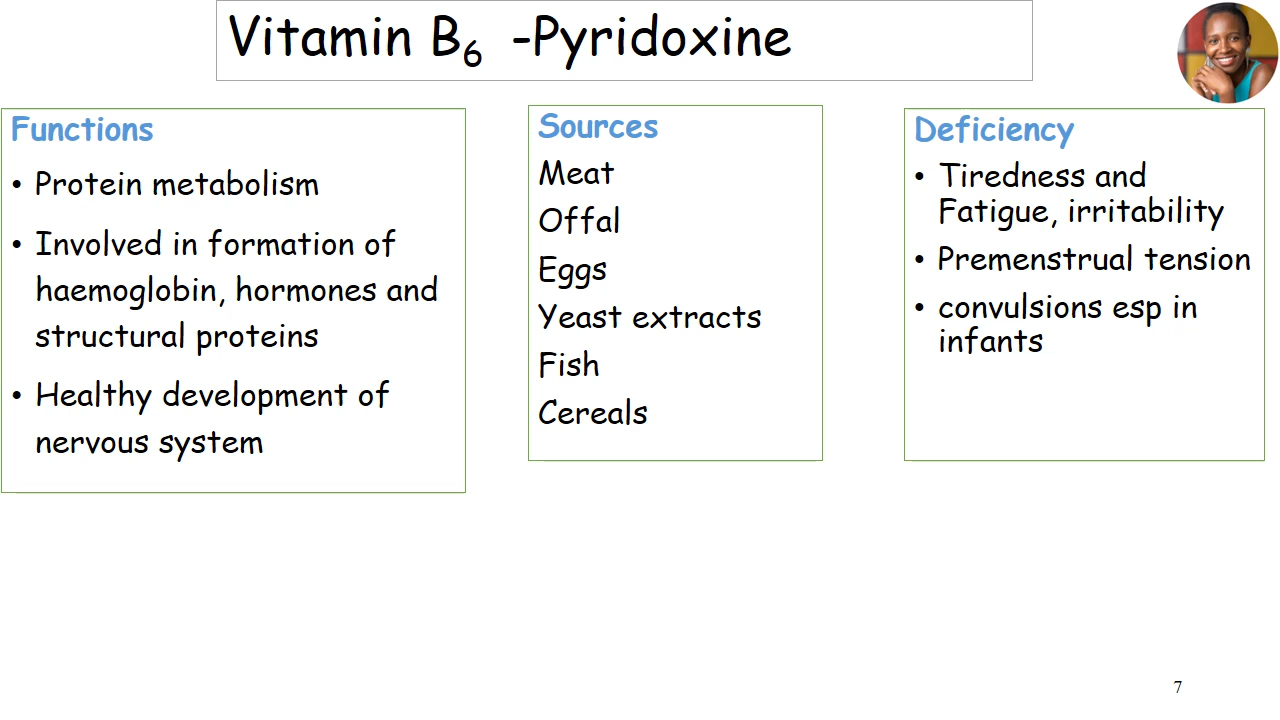 Vitamin B6 -Pyridoxine
Functions
• Protein metabolism
• Involved in formation of
haemoglobin, hormones and
structural proteins
• Healthy development of
nervous system
Sources
Meat
Offal
Eggs
Yeast extracts
Fish
Cereals
Deficiency
• Tiredness and
Fatigue, irritability
• Premenstrual tension
• convulsions esp in
infants
7